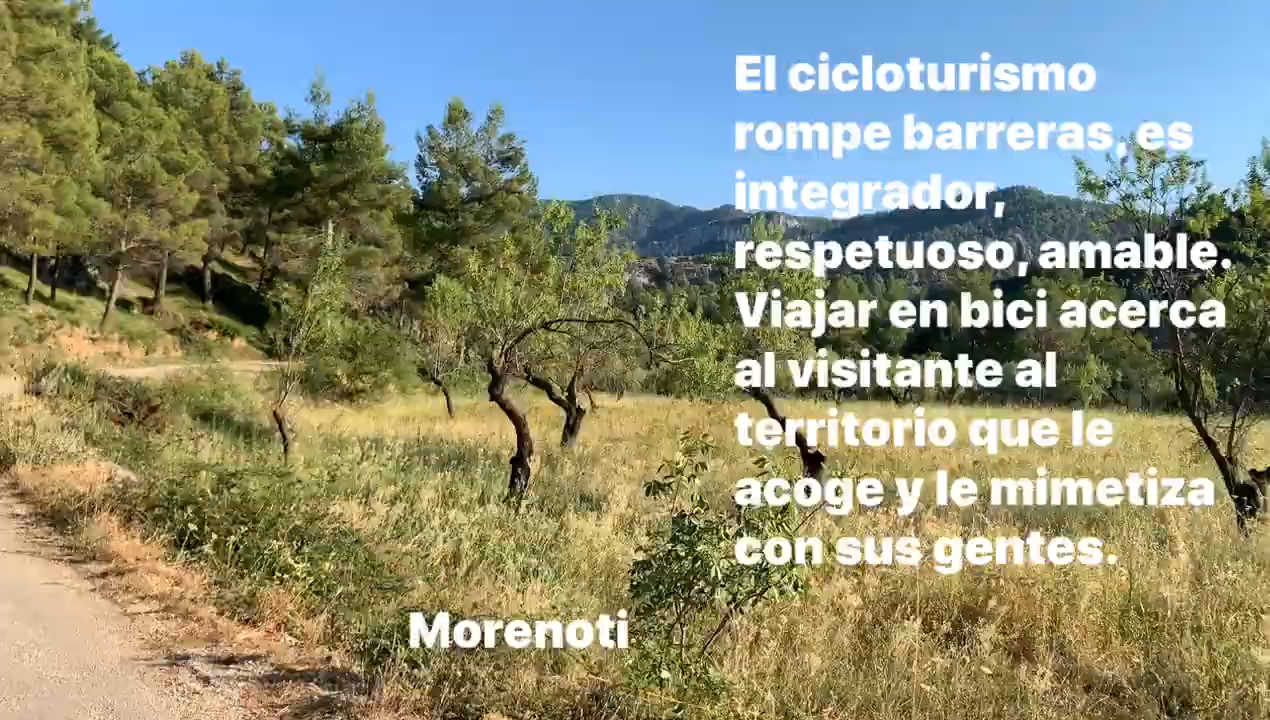 El cicloturismo
rompe barreras, es
integrador,
respetuoso, amable.
Viajar en bici acerca
al visitante al
territorio que le
acoge y le mimetiza
con sus gentes.
Morenoti